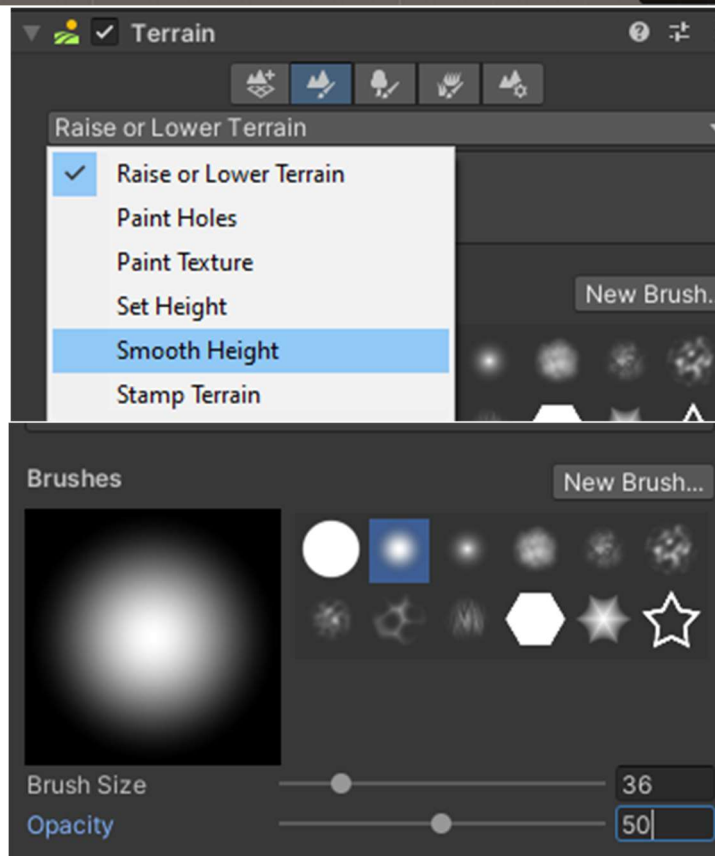 Terrain
Raise or Lower Terrain
Raise or Lower Terrain
Paint Holes
Paint Texture
Set Height
New Brush.
Smooth Height
Stamp Terrain
Brushes
New Brush...
Brush Size
36
Opacity
50